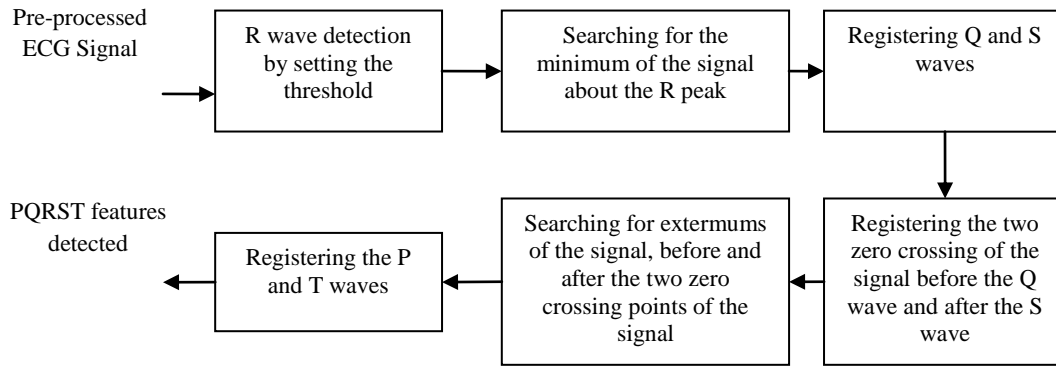 Pre-processed
ECG Signal
R wave detection
by setting the
threshold
Searching for the
minimum of the signal
about the R peak
Registering Q and S
waves
Registering the two
zero crossing of the
signal before the Q
wave and after the S
wave
Searching for extermums
of the signal, before and
after the two zero
crossing points of the
signal
Registering the P
and T waves
PQRST features
detected